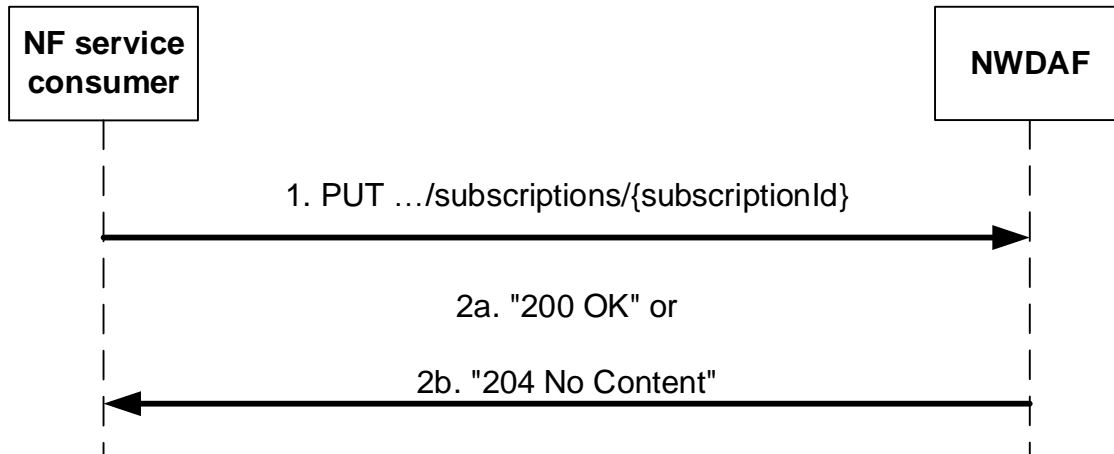 NF service
consumer
NWDAF
1. PUT …/subscriptions/{subscriptionId}
2a. "200 OK" or
2b. "204 No Content"